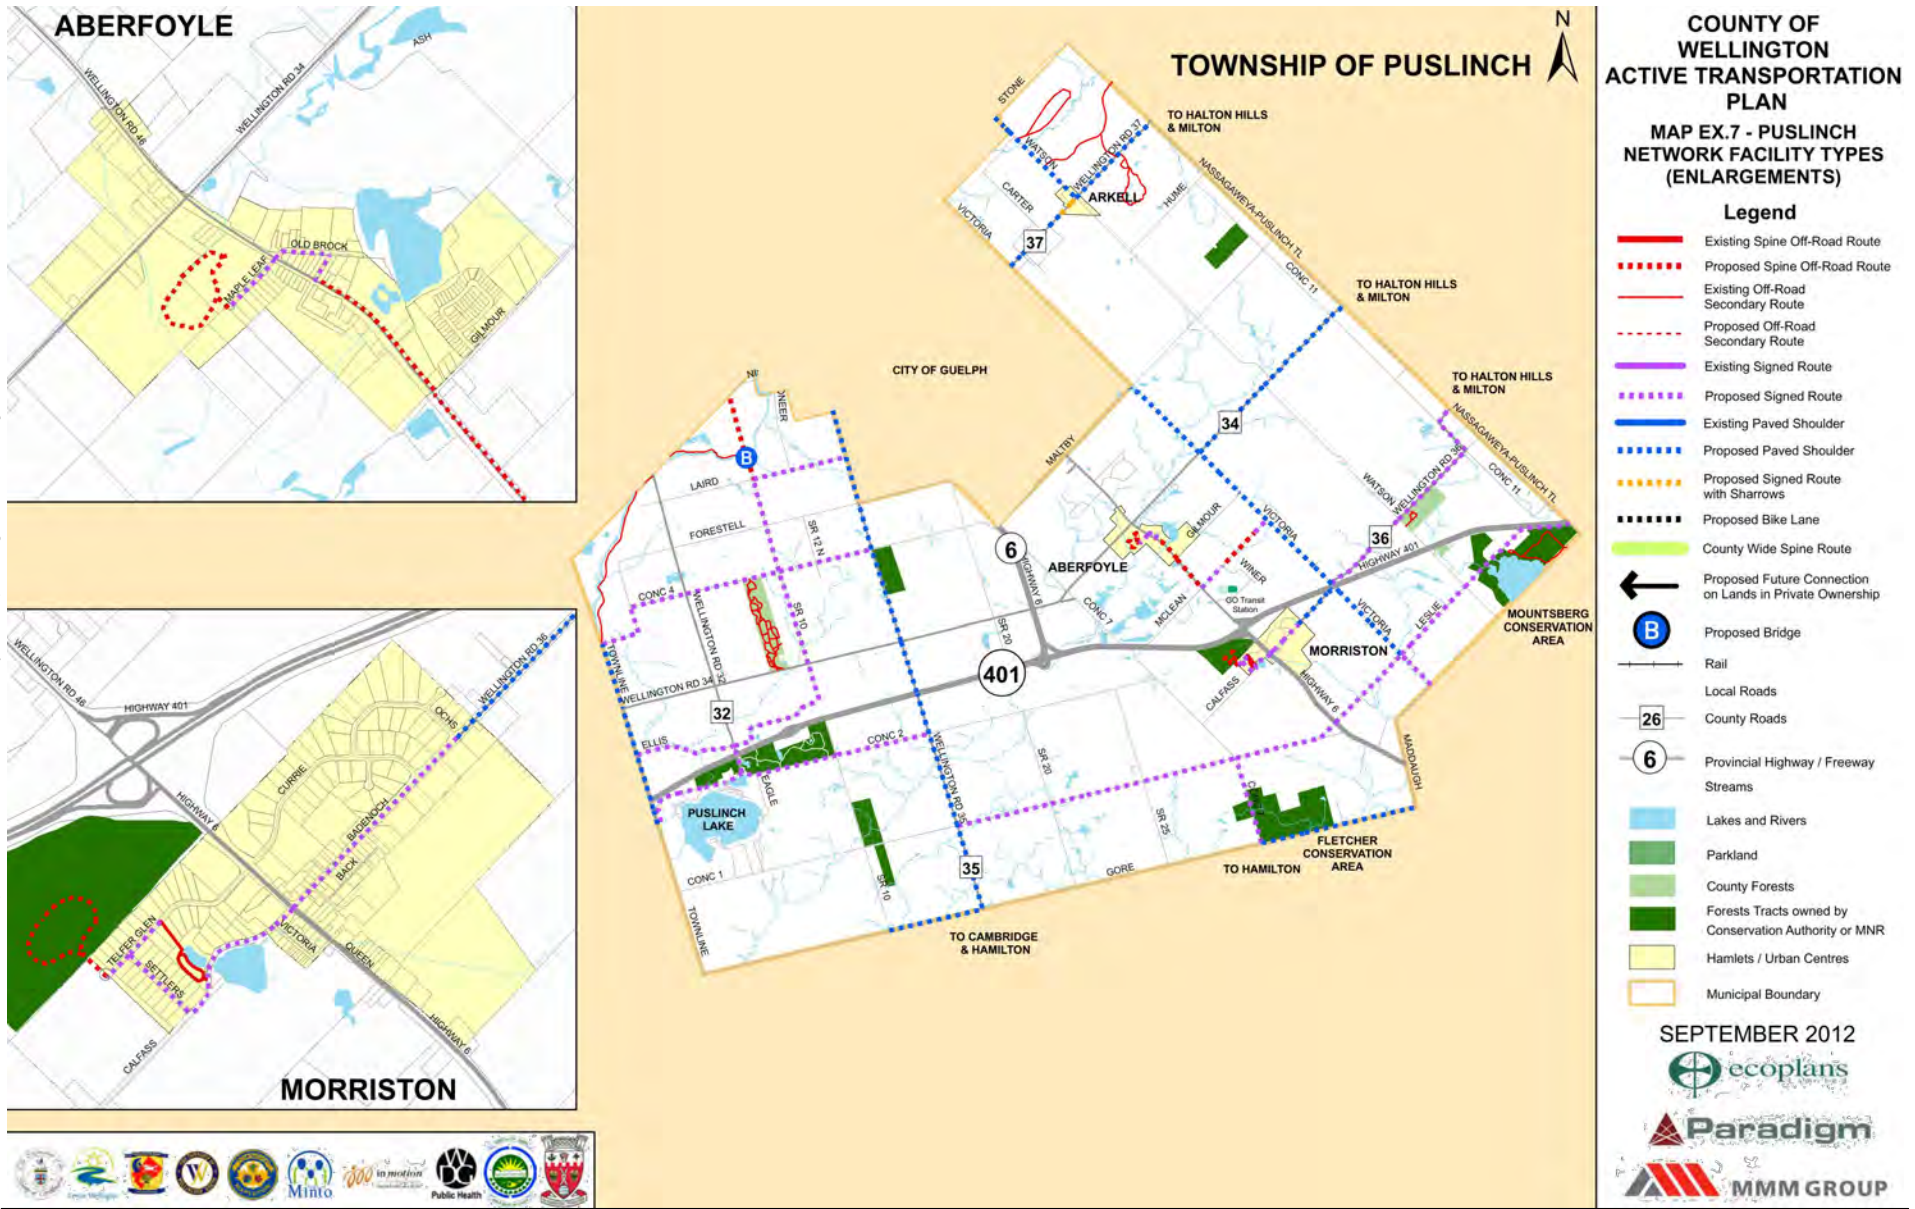 ABERFOYLE
ASH
WELLINGTON RD 46
WELLINGTON RD 34
OLD BROCK
MAPLE LEAF
GILMOUR
WELLINGTON RD 46
HIGHWAY 401
WELLINGTON RD 36
OCHS
CURRIE
HIGHWAY 6
BADENOCH
BACK
TELFER GLEN
SETTLERS
VICTORIA
QUEEN
CALFASS
HIGHWAY 6
MORRISTON
Minto
in motion
WDG
Public Health
TOWNSHIP OF PUSLINCH
N
STONE
TO HALTON HILLS
& MILTON
WATSON
WELLINGTON RD 37
NASSAGAWEYA-PUSLINCH TL
CARTER
ARKELL
HUME
VICTORIA
37
CONC 11
TO HALTON HILLS
& MILTON
CITY OF GUELPH
TO HALTON HILLS
& MILTON
NASSAGAWEYA-PUSLINCH TL
34
MALTBY
B
LAIRD
WELLINGTON RD 36
CONC 11
WATSON
FORESTELL
SR 12 N
GILMOUR
VICTORIA
36
6
HIGHWAY 6
ABERFOYLE
HIGHWAY 401
WINER
GO Transit
Station
CONC 4
WELLINGTON RD 32
SR 10
CONC 7
MCLEAN
VICTORIA
LESLIE
MOUNTSBERG
CONSERVATION
AREA
SR 20
TOWNLINE
MORRISTON
401
WELLINGTON RD 34
CALFASS
HIGHWAY 6
32
ELLIS
CONC 2
WELLINGTON RD 35
SR 20
MADDAUGH
EAGLE
PUSLINCH
LAKE
SR 25
FLETCHER
CONSERVATION
AREA
CONC 1
SR 10
35
GORE
TO HAMILTON
TOWNLINE
TO CAMBRIDGE
& HAMILTON
COUNTY OF
WELLINGTON
ACTIVE TRANSPORTATION
PLAN
MAP EX.7 - PUSLINCH
NETWORK FACILITY TYPES
(ENLARGEMENTS)
Legend
Existing Spine Off-Road Route
Proposed Spine Off-Road Route
Existing Off-Road
Secondary Route
Proposed Off-Road
Secondary Route
Existing Signed Route
Proposed Signed Route
Existing Paved Shoulder
Proposed Paved Shoulder
Proposed Signed Route
with Sharrows
Proposed Bike Lane
County Wide Spine Route
Proposed Future Connection
on Lands in Private Ownership
B
Proposed Bridge
Rail
Local Roads
26
County Roads
6
Provincial Highway / Freeway
Streams
Lakes and Rivers
Parkland
County Forests
Forests Tracts owned by
Conservation Authority or MNR
Hamlets / Urban Centres
Municipal Boundary
SEPTEMBER 2012
ecoplans
Paradigm
MMM GROUP